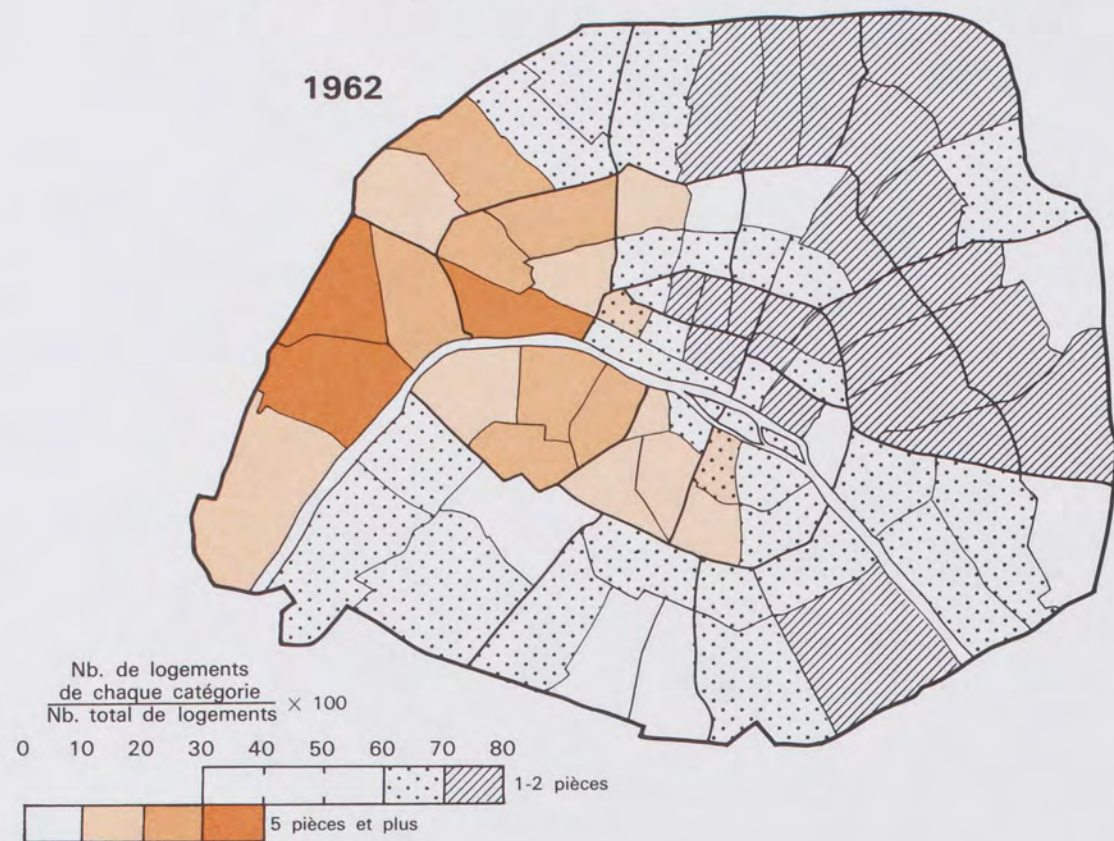 1962
Nb. de logements
de chaque catégorie
Nb. total de logements × 100
0 10 20 30 40 50 60 70 80
1-2 pièces
5 pièces et plus